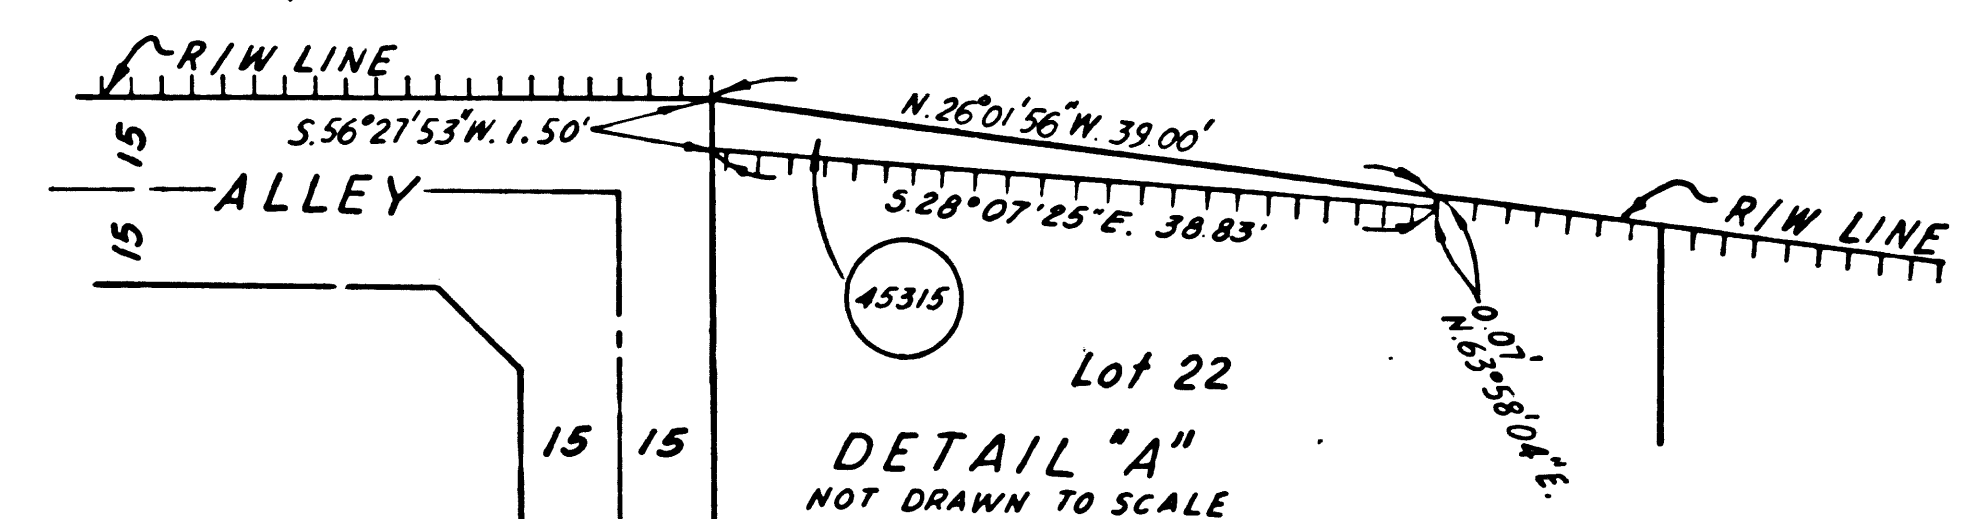 R/W LINE
N. 26°01'56"W. 39.00'
15
S.56°27'53"W. 1.50'
ALLEY
S.28°07'25"E. 38.83'
R/W LINE
15
45315
0.07'
N.63°58'04"E.
Lot 22
15
15
DETAIL "A"
NOT DRAWN TO SCALE